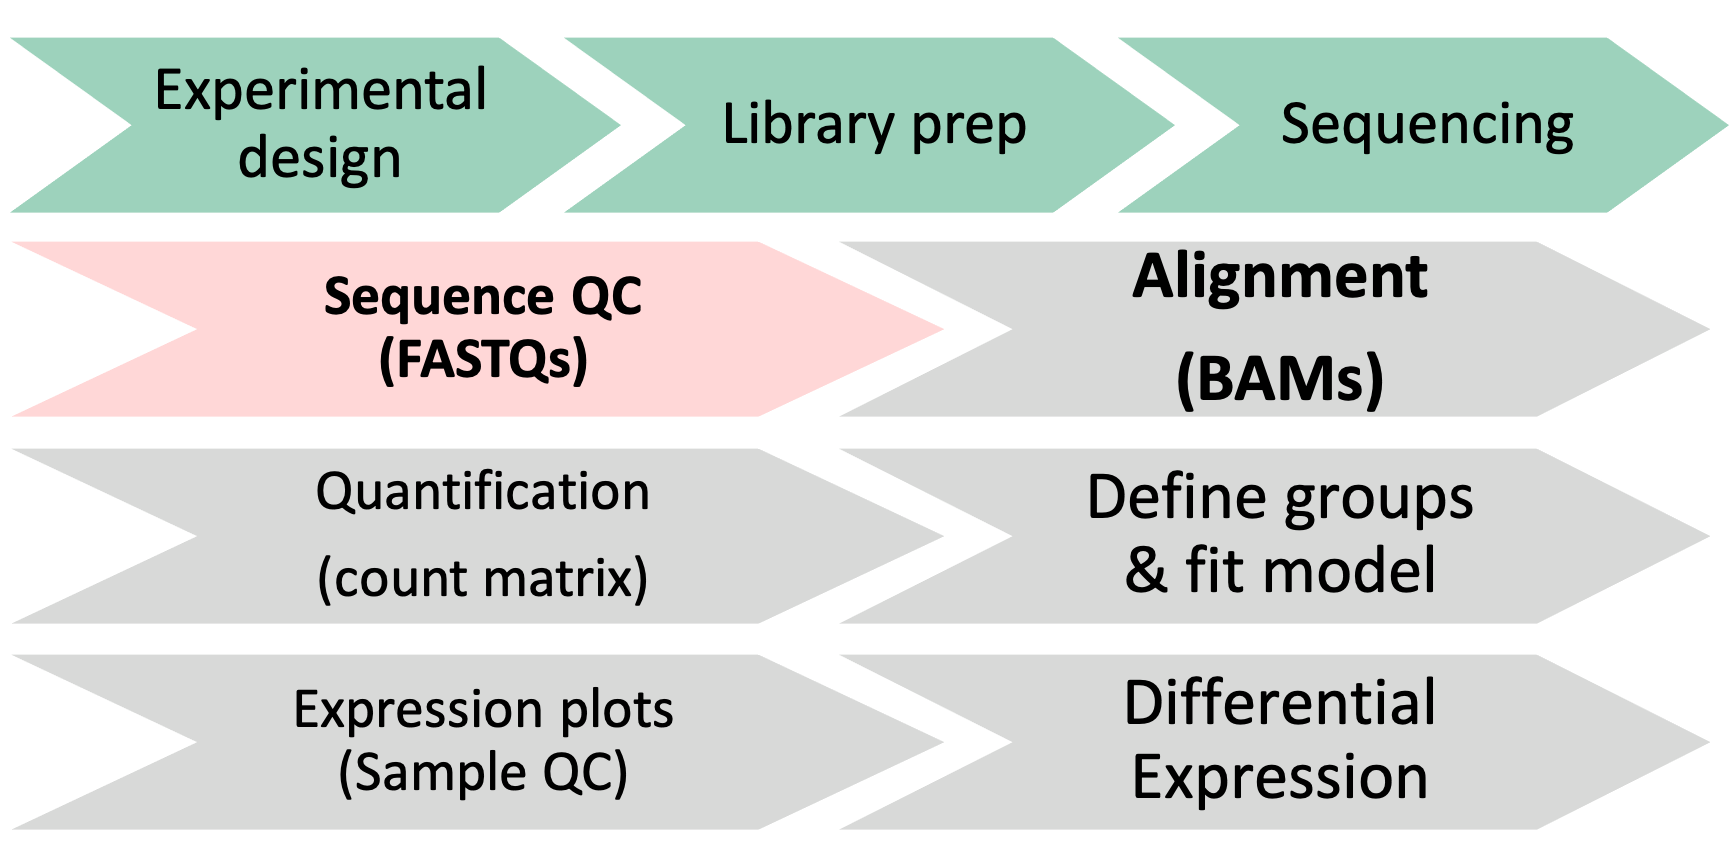 Experimental
design
Library prep
Sequencing
Sequence QC
(FASTQs)
Alignment
(BAMs)
Quantification
(count matrix)
Define groups
& fit model
Expression plots
(Sample QC)
Differential
Expression